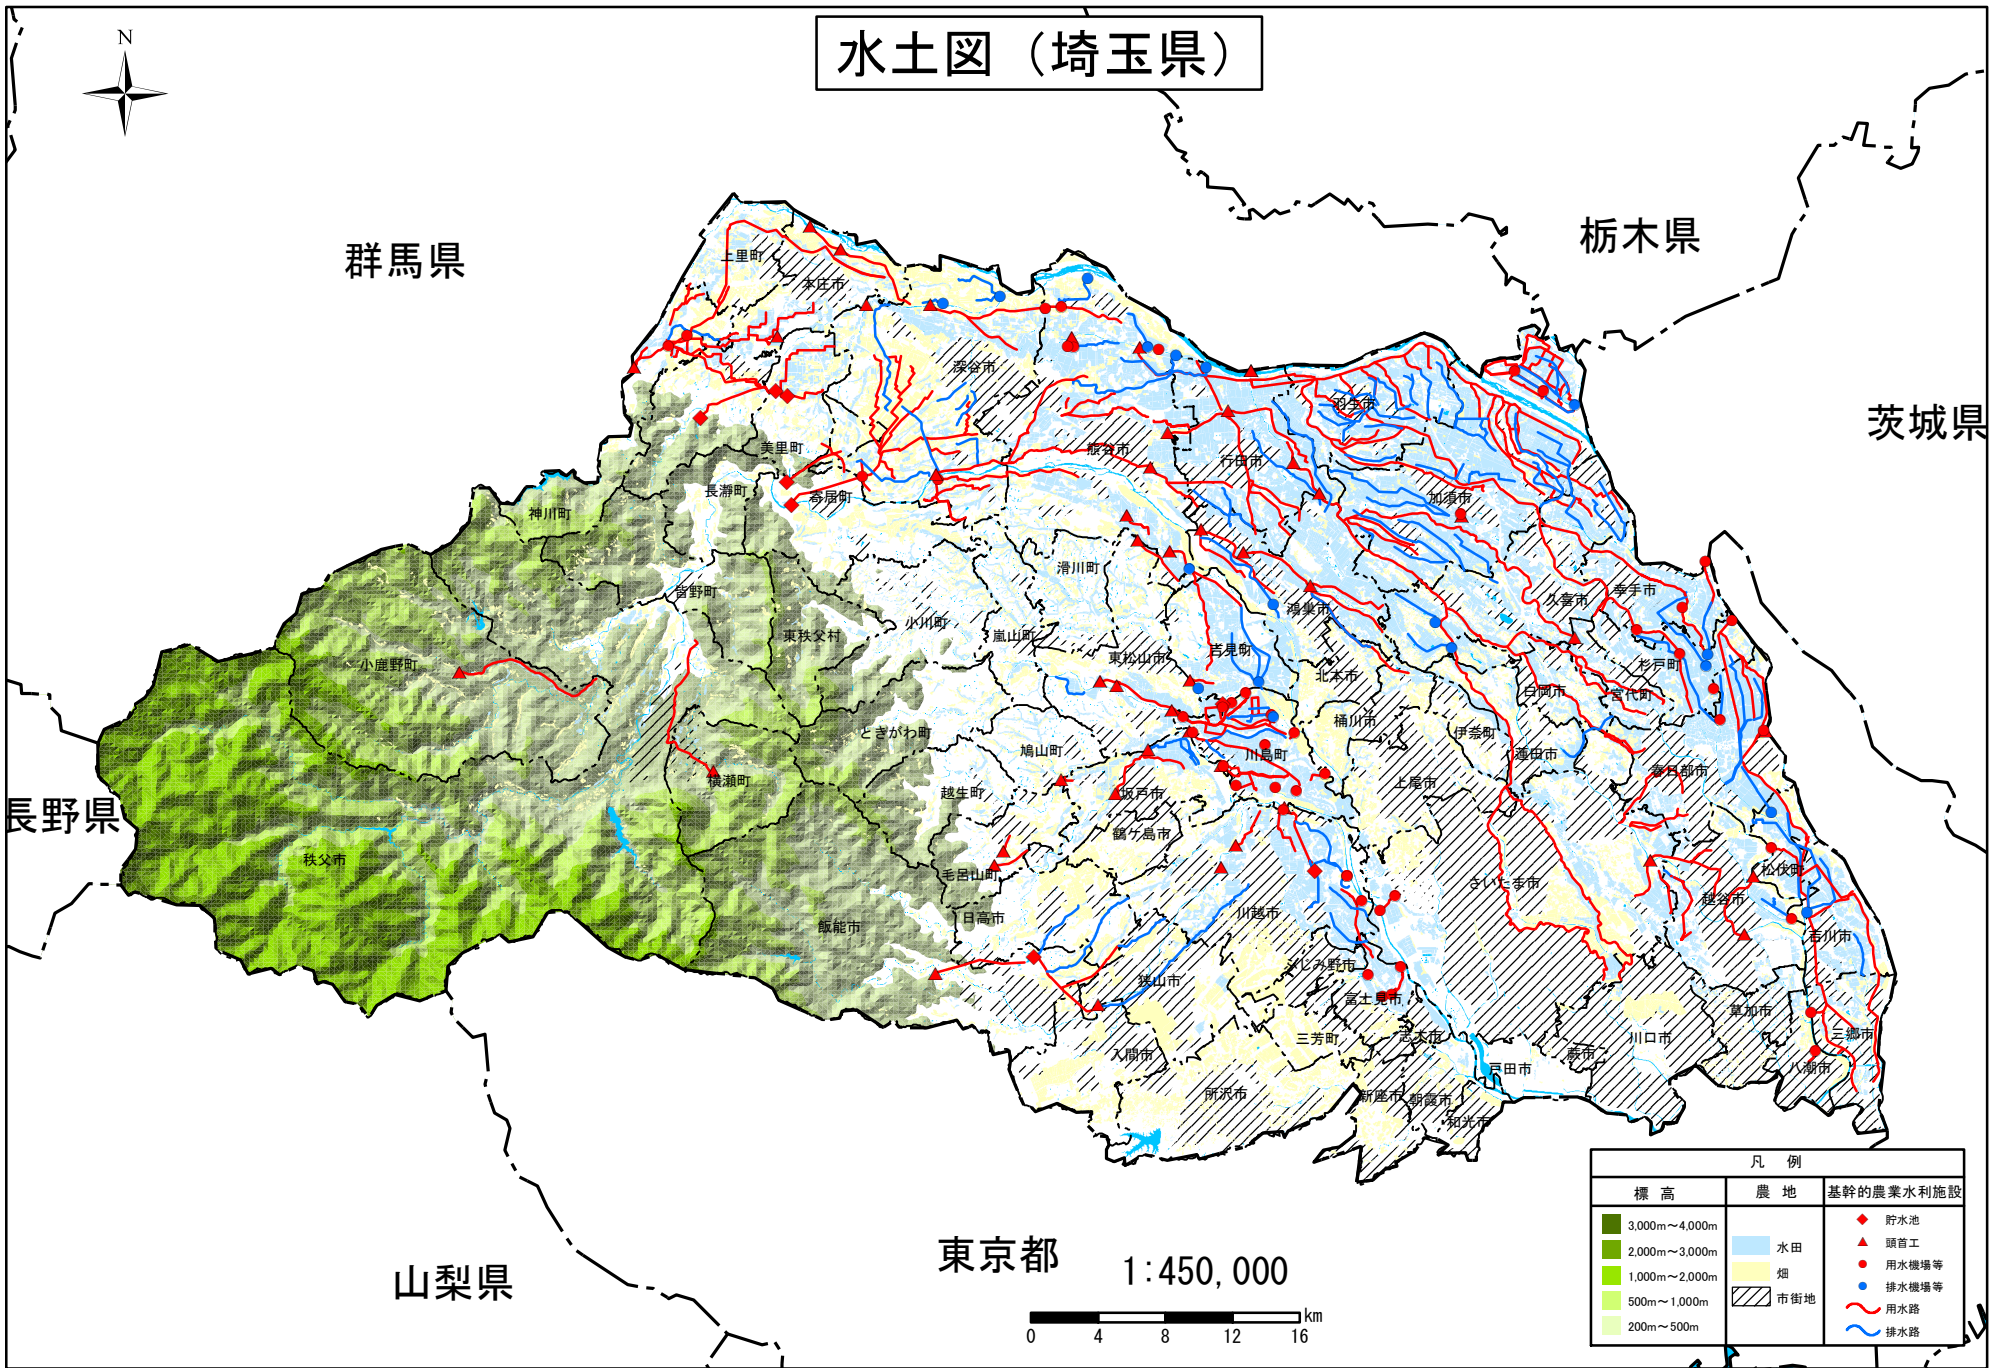 水土図（埼玉県）
N
群馬県
栃木県
茨城県
長野県
山梨県
東京都
上里町
本庄市
深谷市
美里町
熊谷市
行田市
羽生市
加須市
長瀞町
寄居町
神川町
皆野町
滑川町
小川町
嵐山町
東秩父村
東松山市
吉見町
鴻巣市
久喜市
幸手市
小鹿野町
北本市
桶川市
伊奈町
白岡市
宮代町
杉戸町
蓮田市
春日部市
横瀬町
ときがわ町
鳩山町
川島町
上尾市
越生町
坂戸市
鶴ケ島市
秩父市
毛呂山町
日高市
飯能市
川越市
さいたま市
越谷市
松伏町
吉川市
狭山市
ふじみ野市
富士見市
三芳町
志木市
入間市
所沢市
新座市
朝霞市
和光市
戸田市
蕨市
川口市
草加市
八潮市
三郷市
1:450,000
0 4 8 12 16 km
凡 例
標 高 農 地 基幹的農業水利施設
3,000m～4,000m
2,000m～3,000m
1,000m～2,000m
500m～1,000m
200m～500m
水田
畑
市街地
貯水池
頭首工
用水機場等
排水機場等
用水路
排水路